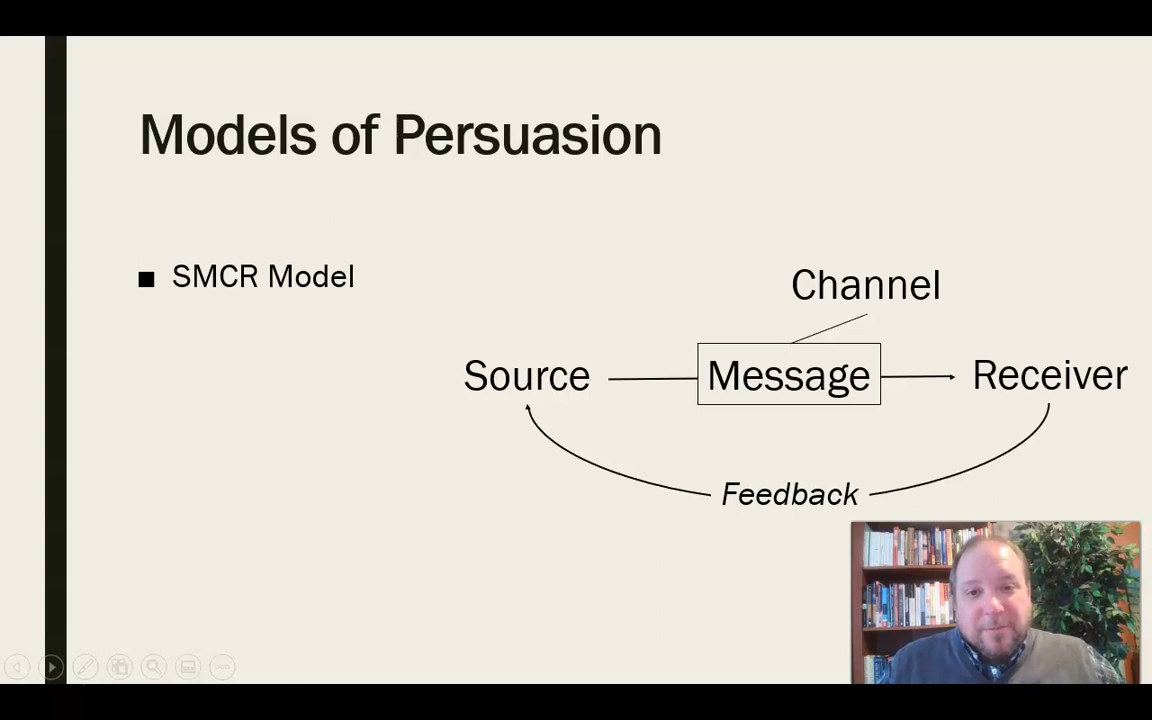 Models of Persuasion
SMCR Model
Channel
Source
Message
Receiver
Feedback